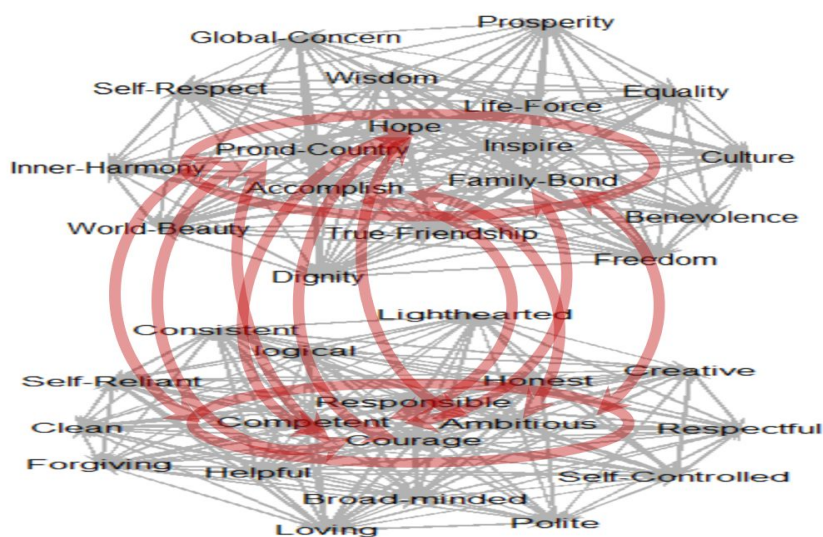 Prosperity
Global-Concern
Wisdom
Self-Respect
Equality
Life-Force
Hope
Prond-Country
Inspire
Culture
Inner-Harmony
Accomplish
Family-Bond
Benevolence
World-Beauty
True-Friendship
Freedom
Dignity
Lighthearted
Consistent
logical
Creative
Self-Reliant
Honest
Responsible
Competent
Ambitious
Clean
Respectful
Courage
Forgiving
Helpful
Self-Controlled
Broad-minded
Loving
Polite